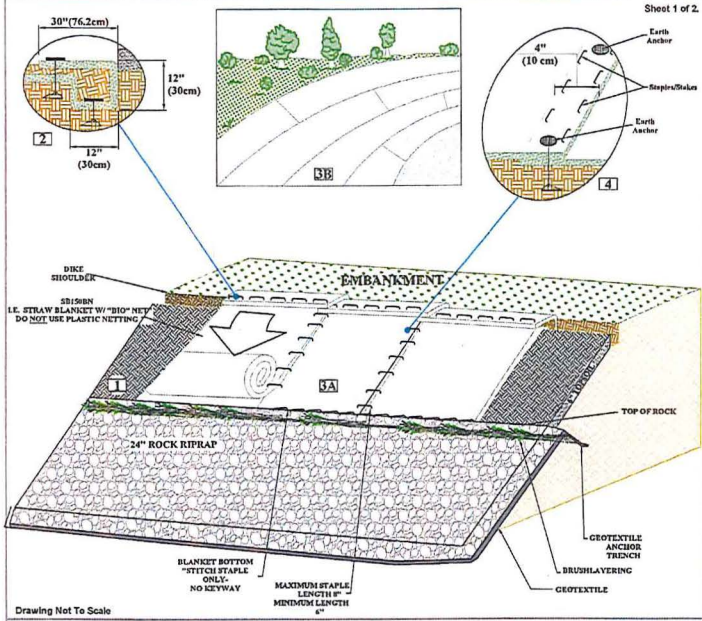 Sheet 1 of 2.
30"(76.2cm)
12"
(30cm)
12"
(30cm)
2
3B
4"
(10 cm)
Earth
Anchor
Staples/Stakes
Earth
Anchor
4
DIKE
SHOULDER
EMBANKMENT
SB150BN
I.E. STRAW BLANKET W/ "BIO" NET
DO NOT USE PLASTIC NETTING
1
3A
TOP OF ROCK
24" ROCK RIPRAP
GEOTEXTILE
ANCHOR
TRENCH
BRUSHLAYERING
GEOTEXTILE
BLANKET BOTTOM
"STITCH STAPLE
ONLY-
NO KEYWAY
MAXIMUM STAPLE
LENGTH 8"
MINIMUM LENGTH
6"
Drawing Not To Scale